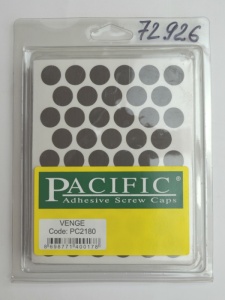 72926
PACIFIC®
Adhesive Screw Caps
VENGE
Code: PC2180